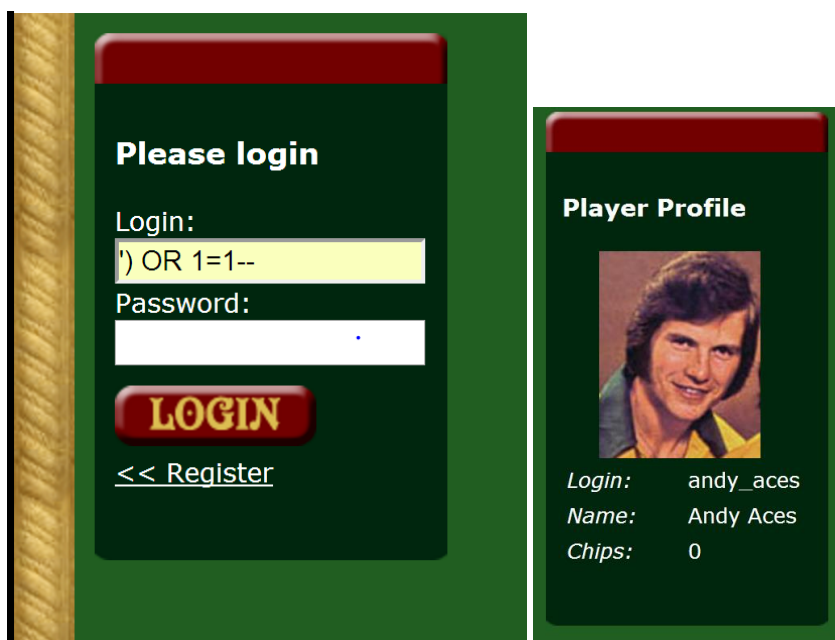 Please login
Login:
') OR 1=1--
Password:
LOGIN
<< Register
Player Profile
Login: andy_aces
Name: Andy Aces
Chips: 0